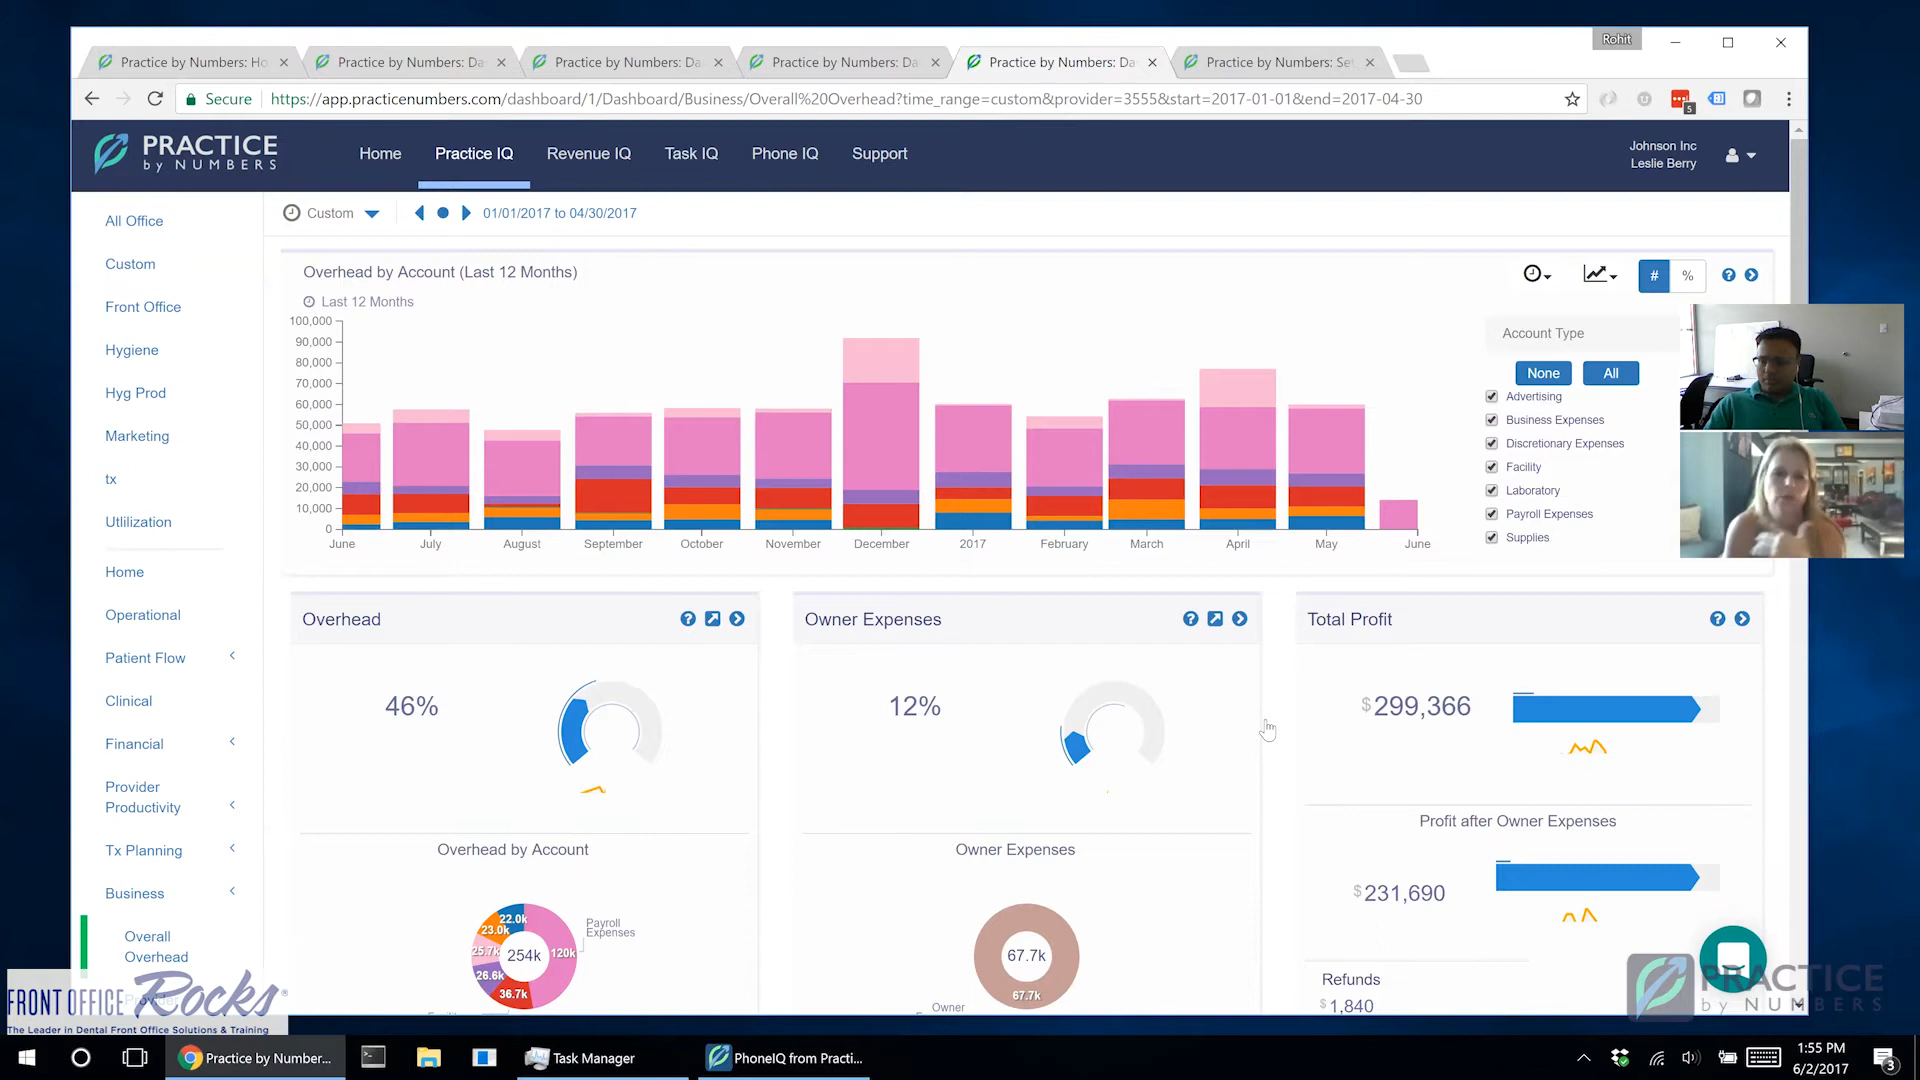 Rohit
Practice by Numbers: Ho
Practice by Numbers: Da
Practice by Numbers: Da
Practice by Numbers: Da
Practice by Numbers: Da
Practice by Numbers: Se
Secure
https://app.practicenumbers.com/dashboard/1/Dashboard/Business/Overall%20Overhead?time_range=custom&provider=3555&start=2017-01-01&end=2017-04-30
5
PRACTICE
by NUMBERS
Home
Practice IQ
Revenue IQ
Task IQ
Phone IQ
Support
Johnson Inc
Leslie Berry
All Office
Custom
Front Office
Hygiene
Hyg Prod
Marketing
tx
Utlilization
Home
Operational
Patient Flow
Clinical
Financial
Provider
Productivity
Tx Planning
Business
Overall
Overhead
Custom
01/01/2017 to 04/30/2017
Overhead by Account (Last 12 Months)
Last 12 Months
# %
100,000
90,000
80,000
70,000
60,000
50,000
40,000
30,000
20,000
10,000
0
June July August September October November December 2017 February March April May June
Account Type
None All
Advertising
Business Expenses
Discretionary Expenses
Facility
Laboratory
Payroll Expenses
Supplies
Overhead
46%
Overhead by Account
22.0k
23.0k
25.7k
26.6k
36.7k
120k
254k
Payroll
Expenses
Owner Expenses
12%
Owner Expenses
67.7k
67.7k
Owner
Total Profit
$299,366
Profit after Owner Expenses
$231,690
Refunds
$1,840
FRONT OFFICE Rocks
The Leader in Dental Front Office Solutions & Training
PRACTICE
by NUMBERS
Practice by Number...
Task Manager
PhoneIQ from Practi...
1:55 PM
6/2/2017
3